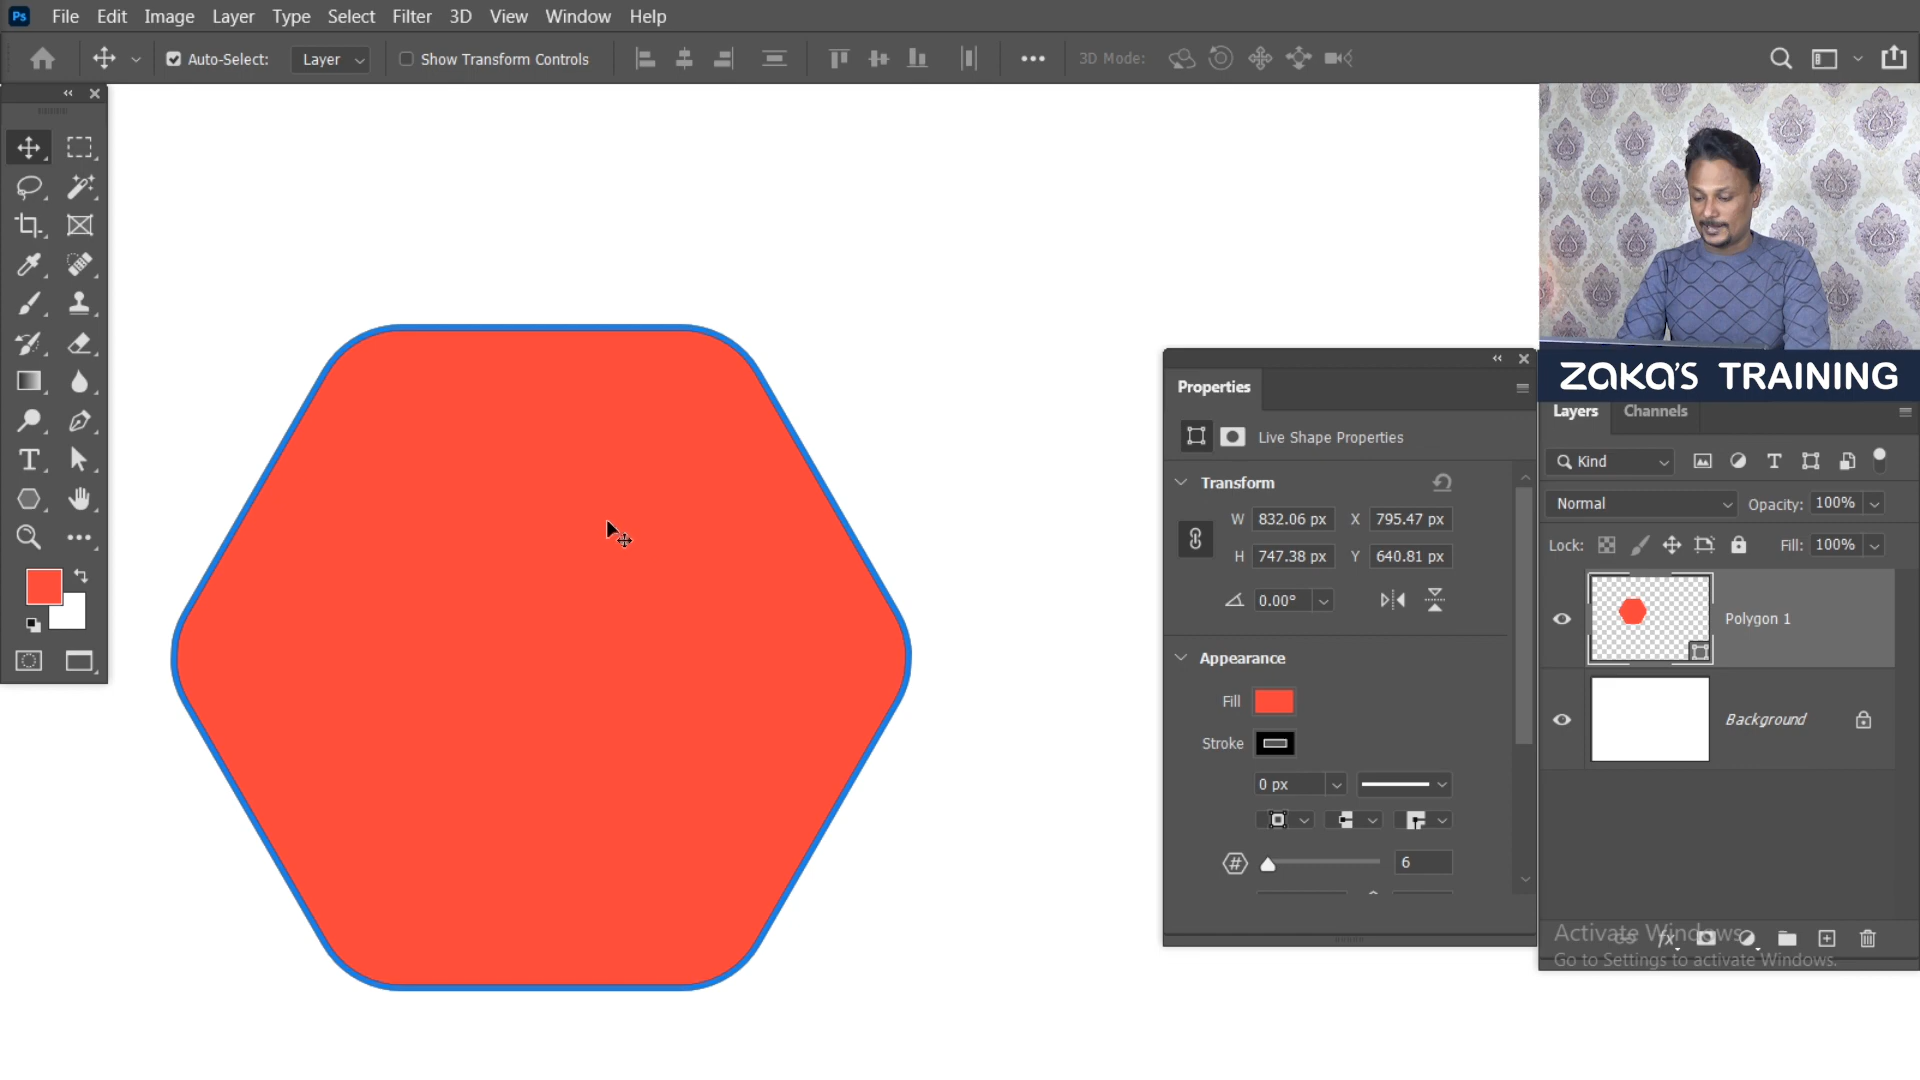 Ps File Edit Image Layer Type Select Filter 3D View Window Help
Auto-Select: Layer Show Transform Controls 3D Mode:
ZAKA'S TRAINING
Properties
Live Shape Properties
Transform
W 832.06 px X 795.47 px
H 747.38 px Y 640.81 px
0.00°
Appearance
Fill
Stroke
0 px
# 6
Layers Channels
Kind
Normal Opacity: 100%
Lock: Fill: 100%
Polygon 1
Background
Activate Windows
fx
Go to Settings to activate Windows.
T